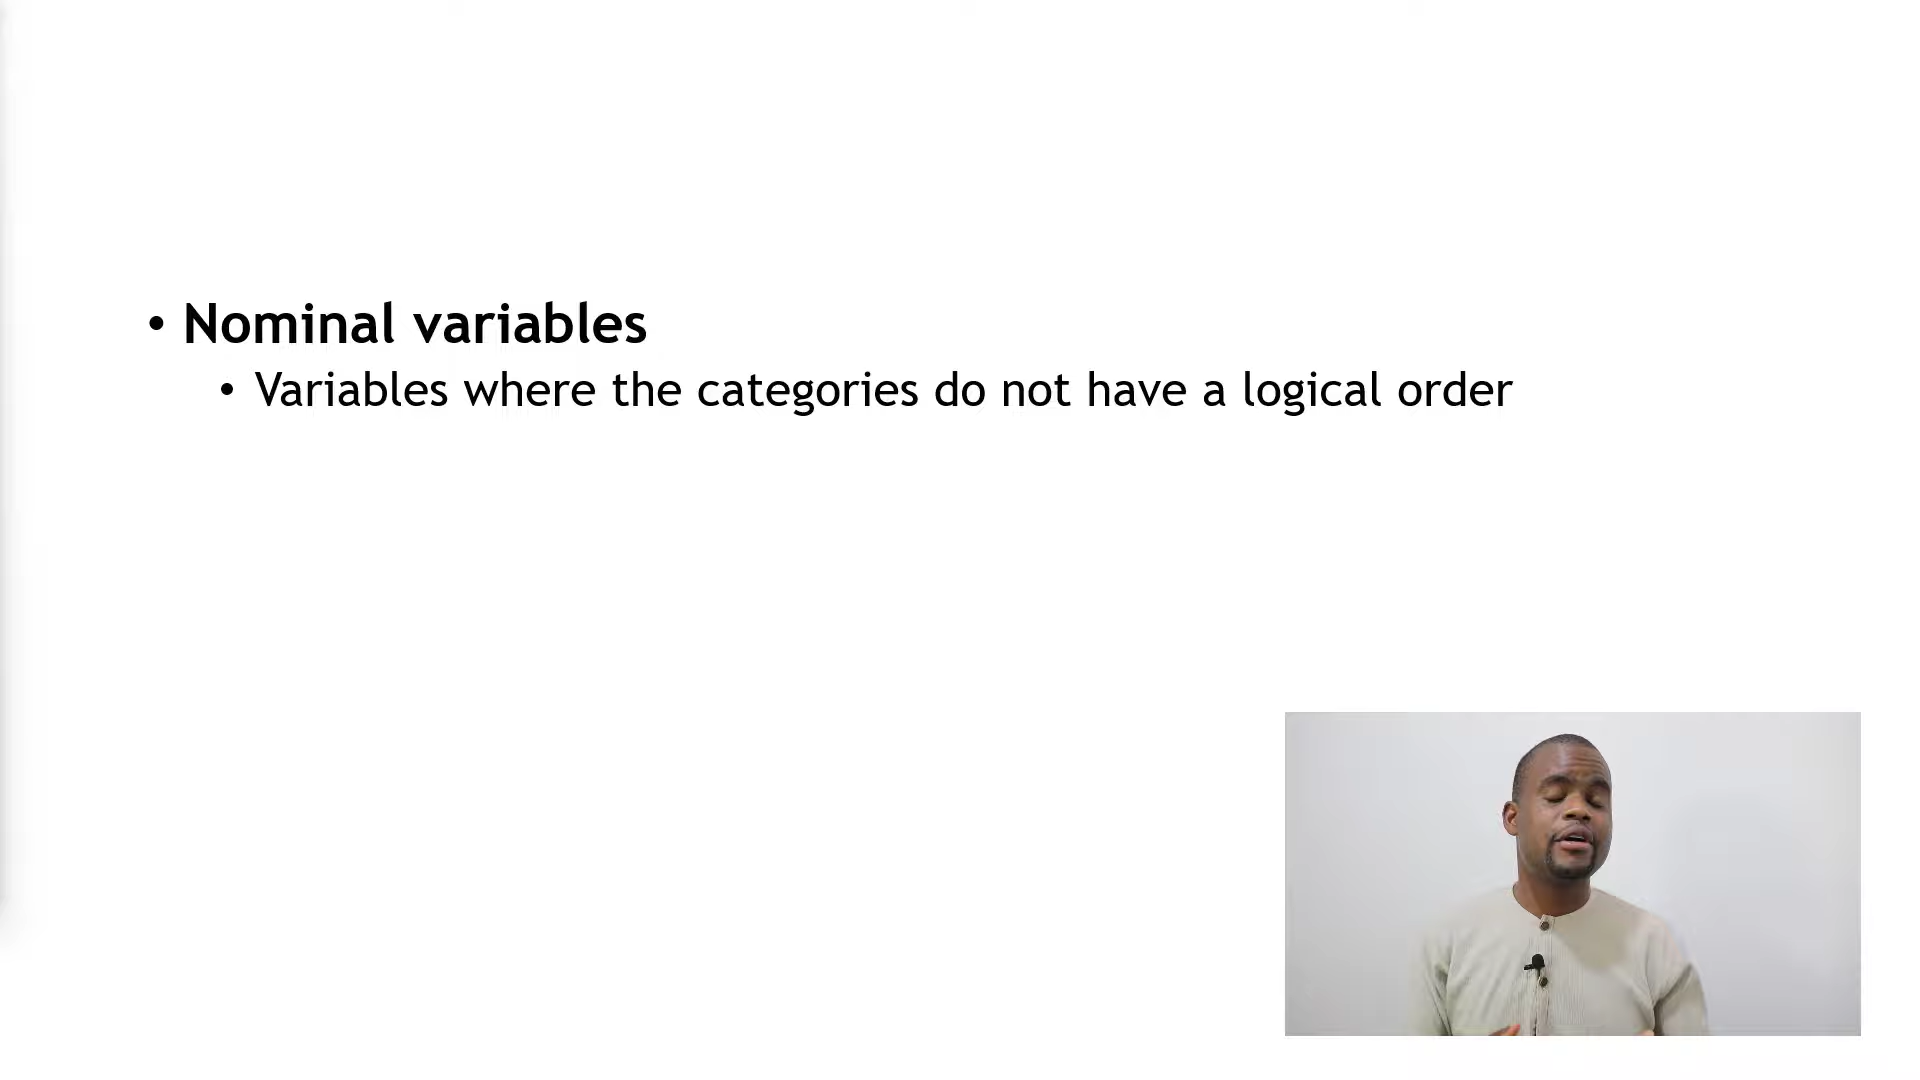 • Nominal variables
• Variables where the categories do not have a logical order